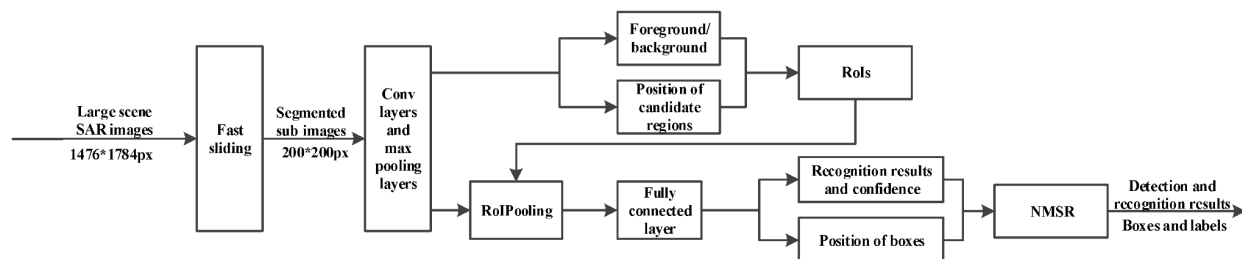 Large scene
SAR images
1476*1784px
Fast
sliding
Segmented
sub images
200*200px
Conv
layers and
max
pooling
layers
Foreground/
background
Position of
candidate
regions
RoIs
RoIPooling
Fully
connected
layer
Recognition results
and confidence
Position of boxes
NMSR
Detection and
recognition results
Boxes and labels